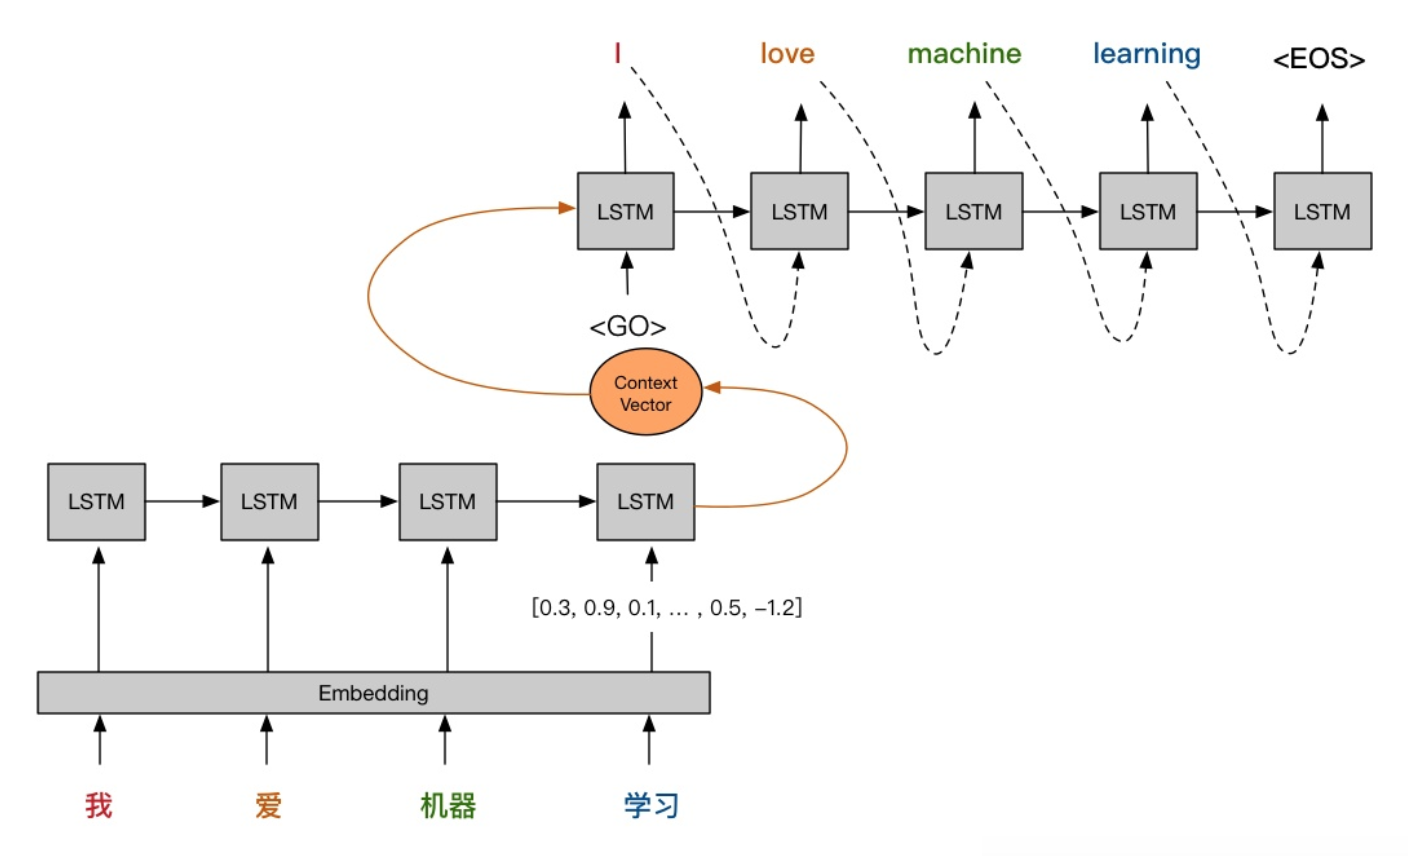 I love machine learning <EOS>
LSTM LSTM LSTM LSTM LSTM
<GO>
Context
Vector
LSTM LSTM LSTM LSTM
[0.3, 0.9, 0.1, … , 0.5, −1.2]
Embedding
我 爱 机器 学习